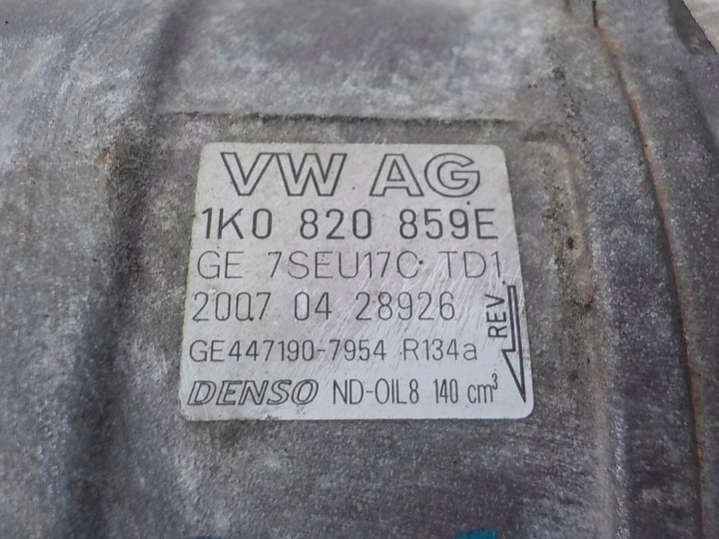 VW AG
1K0 820 859E
GE 7SEU17C TD1
2007 04 28926
GE447190-7954 R134a
REV
DENSO ND-OIL8 140 cm³